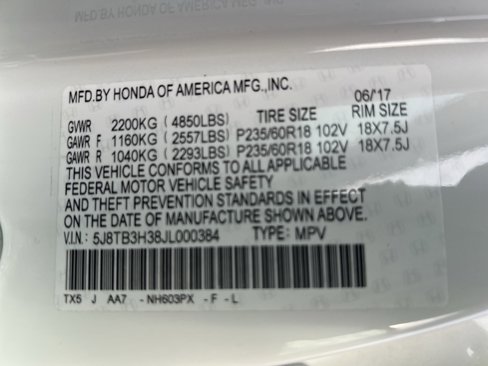 MFD.BY HONDA OF AMERICA MFG.,INC. 06/17
GVWR 2200KG (4850LBS) TIRE SIZE RIM SIZE
GAWR F 1160KG (2557LBS) P235/60R18 102V 18X7.5J
GAWR R 1040KG (2293LBS) P235/60R18 102V 18X7.5J
THIS VEHICLE CONFORMS TO ALL APPLICABLE
FEDERAL MOTOR VEHICLE SAFETY
AND THEFT PREVENTION STANDARDS IN EFFECT
ON THE DATE OF MANUFACTURE SHOWN ABOVE.
V.I.N.: 5J8TB3H38JL000384 TYPE: MPV
TX5 J AA7 - NH603PX - F - L